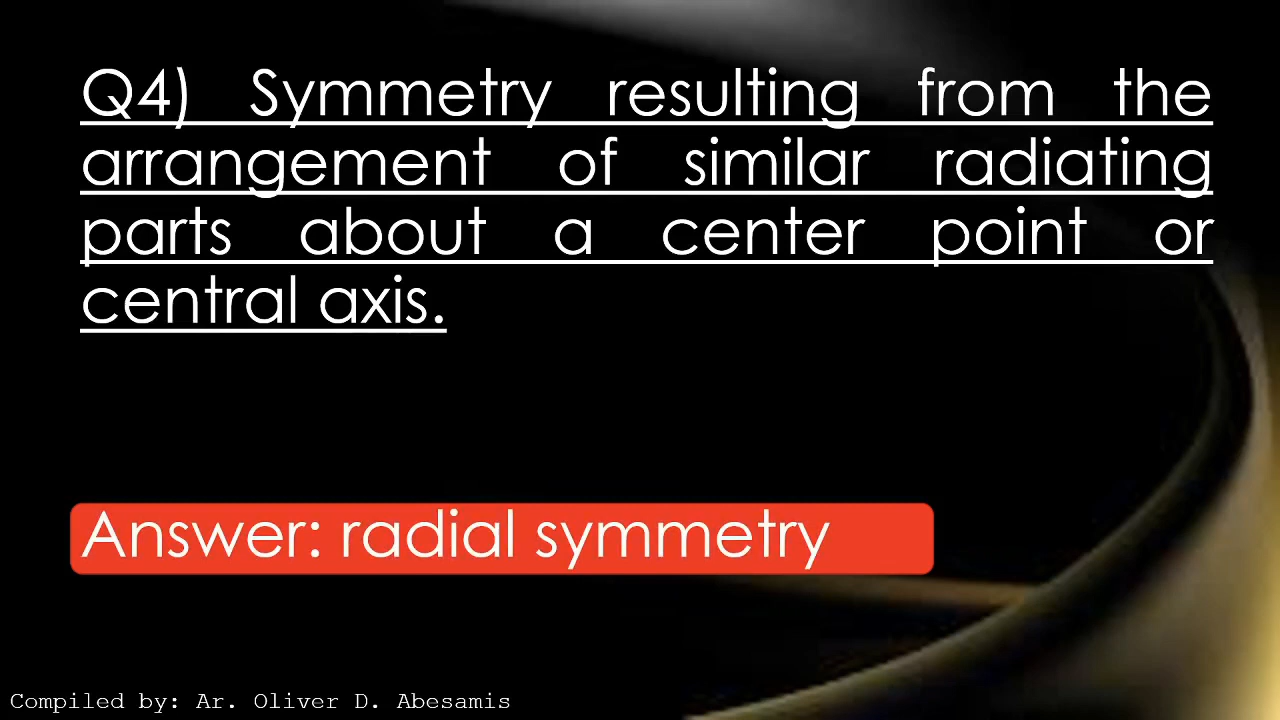 Q4) Symmetry resulting from the
arrangement of similar radiating
parts about a center point or
central axis.
Answer: radial symmetry
Compiled by: Ar. Oliver D. Abesamis